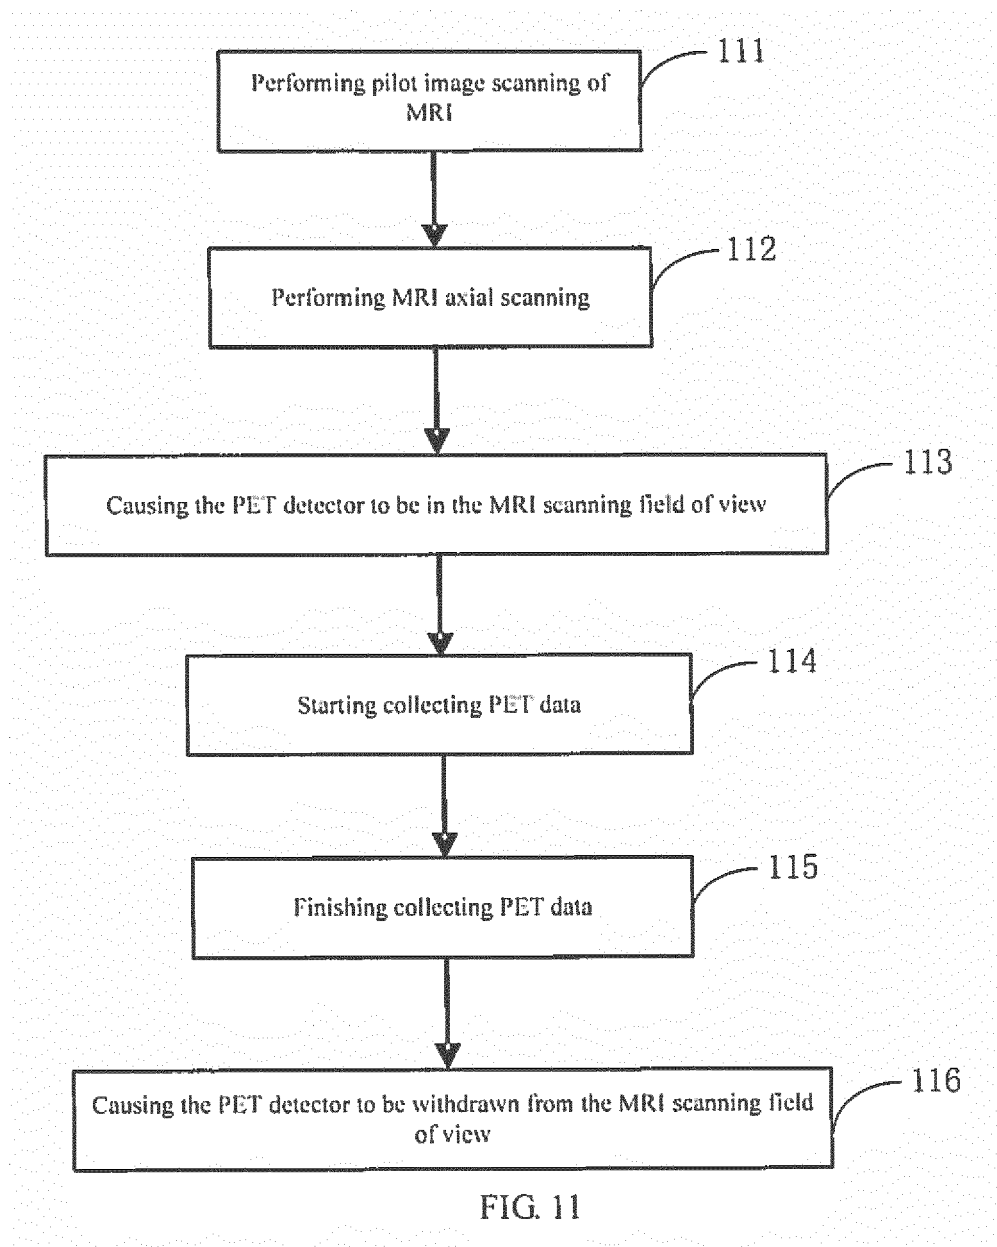 111
Performing pilot image scanning of
MRI
112
Performing MRI axial scanning
113
Causing the PET detector to be in the MRI scanning field of view
114
Starting collecting PET data
115
Finishing collecting PET data
116
Causing the PET detector to be withdrawn from the MRI scanning field
of view
FIG. 11